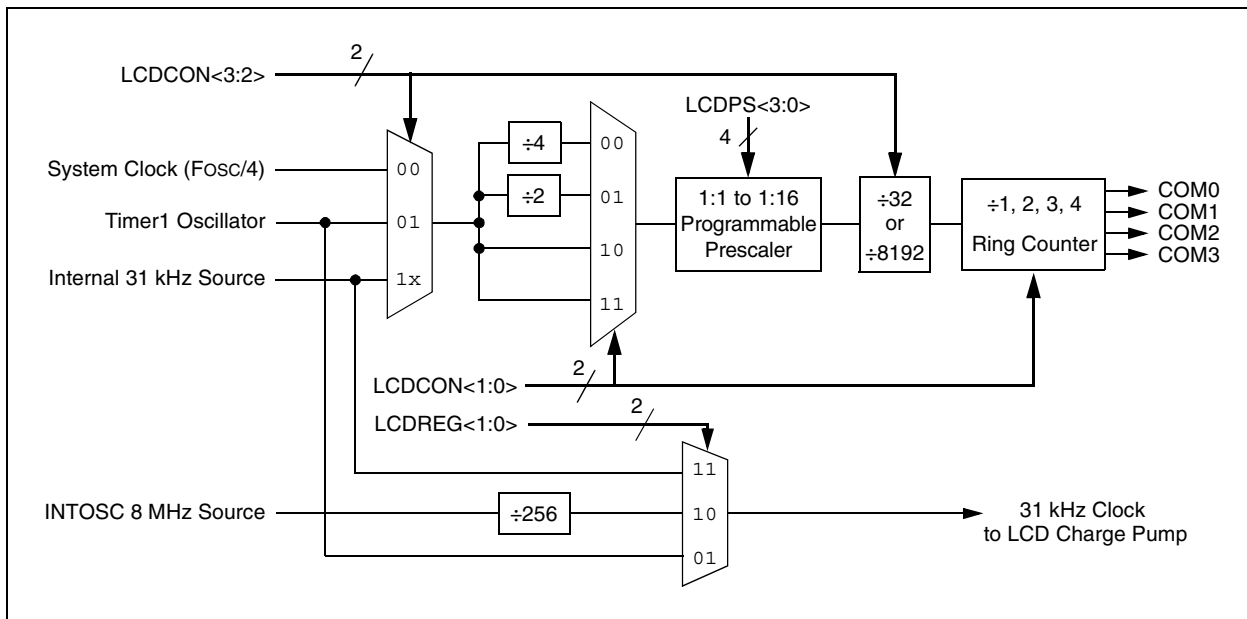 LCDCON<3:2>
2
System Clock (FOSC/4)
Timer1 Oscillator
Internal 31 kHz Source
00
01
1x
÷4
÷2
00
01
10
11
LCDPS<3:0>
4
1:1 to 1:16
Programmable
Prescaler
÷32
or
÷8192
÷1, 2, 3, 4
Ring Counter
COM0
COM1
COM2
COM3
LCDCON<1:0>
2
LCDREG<1:0>
2
INTOSC 8 MHz Source
÷256
11
10
01
31 kHz Clock
to LCD Charge Pump